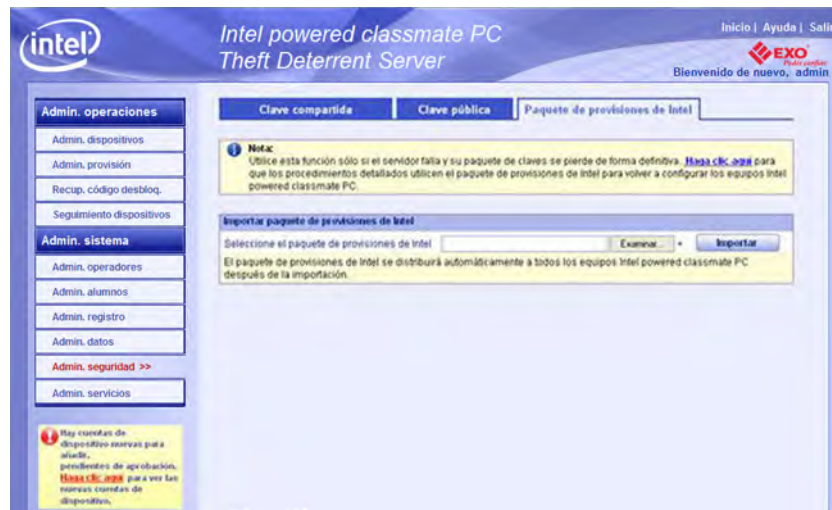 intel
Intel powered classmate PC
Theft Deterrent Server
Inicio | Ayuda | Salir
EXO
Bienvenido de nuevo, admin
Admin. operaciones
Admin. dispositivos
Admin. provisión
Recup. código desbloq.
Seguimiento dispositivos
Admin. sistema
Admin. operadores
Admin. alumnos
Admin. registro
Admin. datos
Admin. seguridad >>
Admin. servicios
Hay cuentas de
dispositivo nuevas para
añadir,
pendientes de aprobación.
Haga clic aquí para ver las
nuevas cuentas de
dispositivo.
Clave compartida
Clave pública
Paquete de provisiones de Intel
Nota:
Utilice esta función sólo si el servidor falla y su paquete de claves se pierde de forma definitiva. Haga clic aquí para
que los procedimientos detallados utilicen el paquete de provisiones de Intel para volver a configurar los equipos Intel
powered classmate PC.
Importar paquete de provisiones de Intel
Seleccione el paquete de provisiones de Intel
Examinar...
*
Importar
El paquete de provisiones de Intel se distribuirá automáticamente a todos los equipos Intel powered classmate PC
después de la importación.